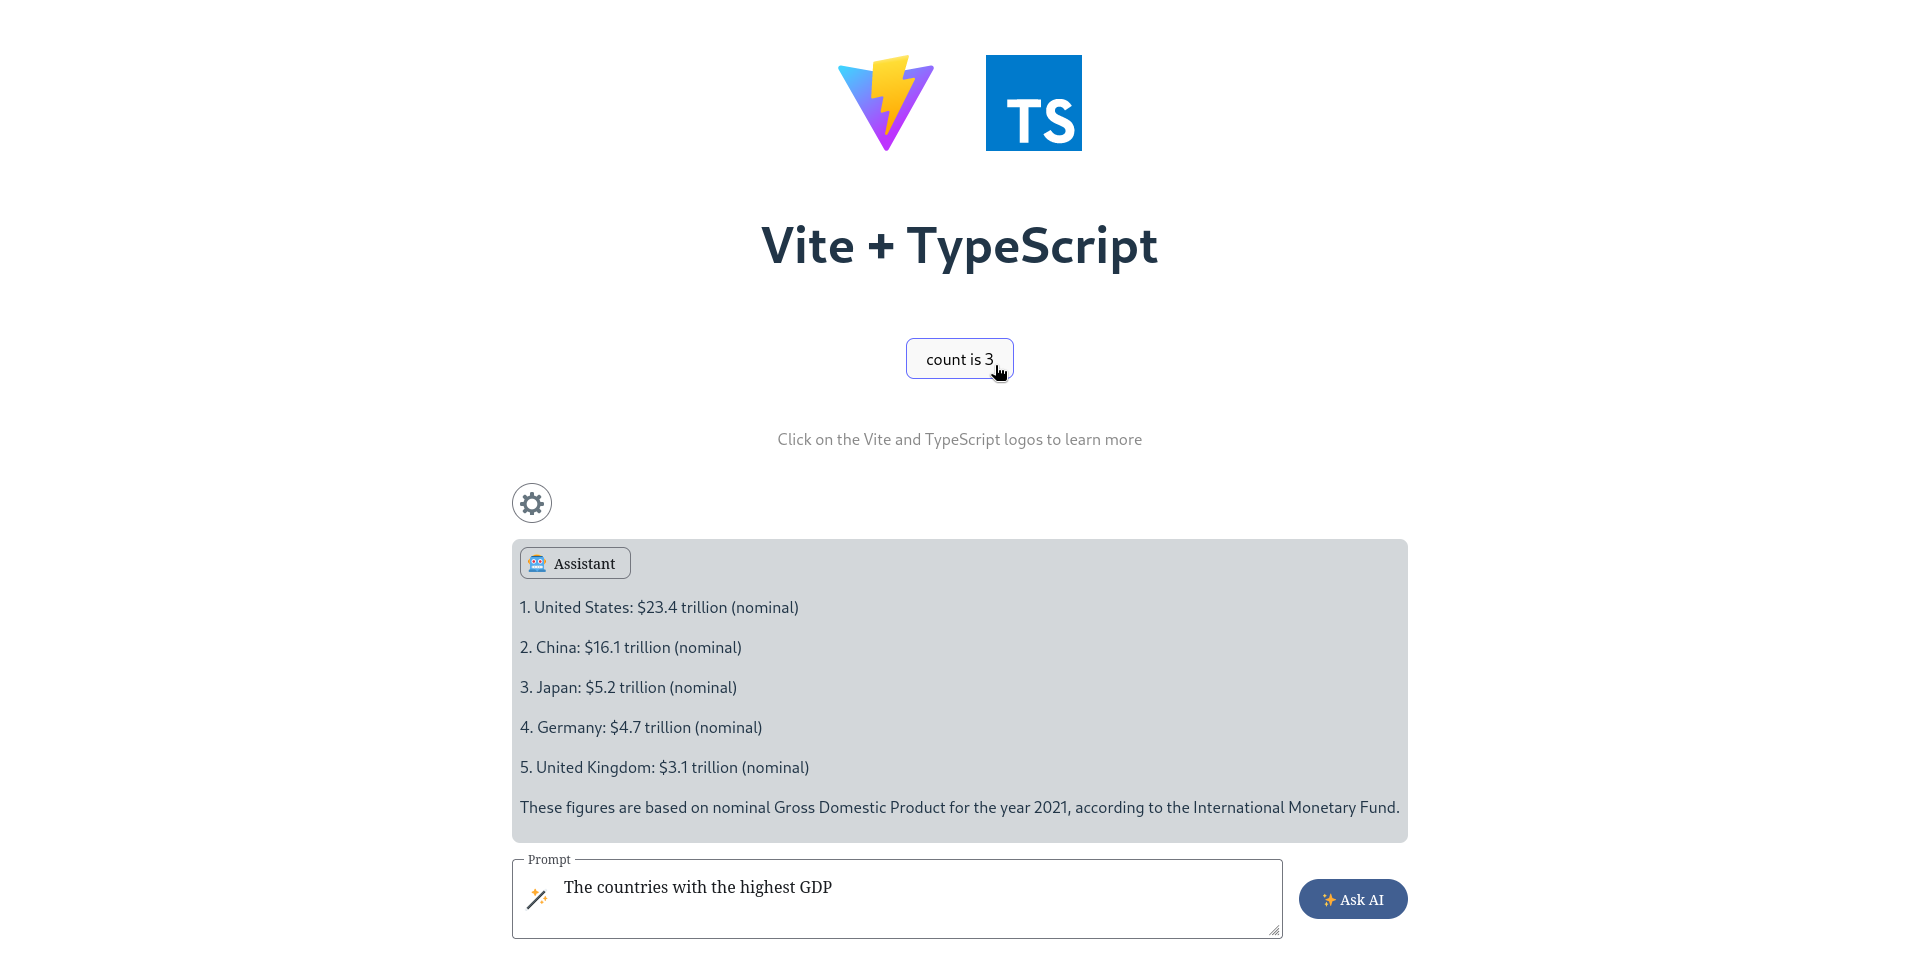 TS
Vite + TypeScript
count is 3
Click on the Vite and TypeScript logos to learn more
Assistant
1. United States: $23.4 trillion (nominal)
2. China: $16.1 trillion (nominal)
3. Japan: $5.2 trillion (nominal)
4. Germany: $4.7 trillion (nominal)
5. United Kingdom: $3.1 trillion (nominal)
These figures are based on nominal Gross Domestic Product for the year 2021, according to the International Monetary Fund.
Prompt
The countries with the highest GDP
Ask AI